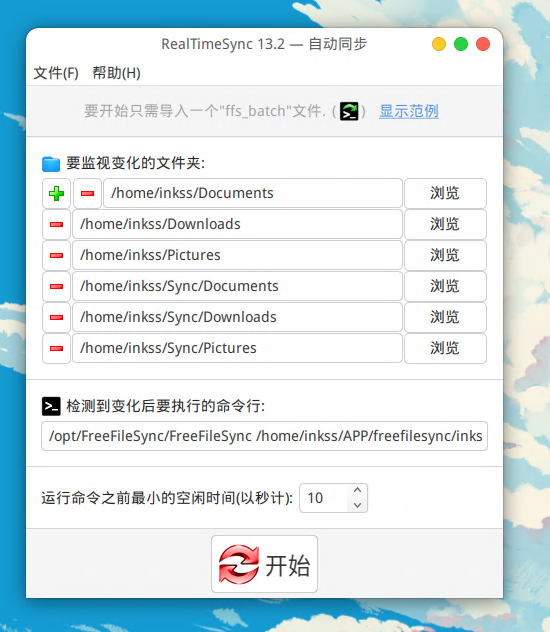 RealTimeSync 13.2 — 自动同步
文件(F) 帮助(H)
要开始只需导入一个"ffs_batch"文件. ( ) 显示范例
要监视变化的文件夹:
/home/inkss/Documents 浏览
/home/inkss/Downloads 浏览
/home/inkss/Pictures 浏览
/home/inkss/Sync/Documents 浏览
/home/inkss/Sync/Downloads 浏览
/home/inkss/Sync/Pictures 浏览
检测到变化后要执行的命令行:
/opt/FreeFileSync/FreeFileSync /home/inkss/APP/freefilesync/inks
运行命令之前最小的空闲时间(以秒计): 10
开始